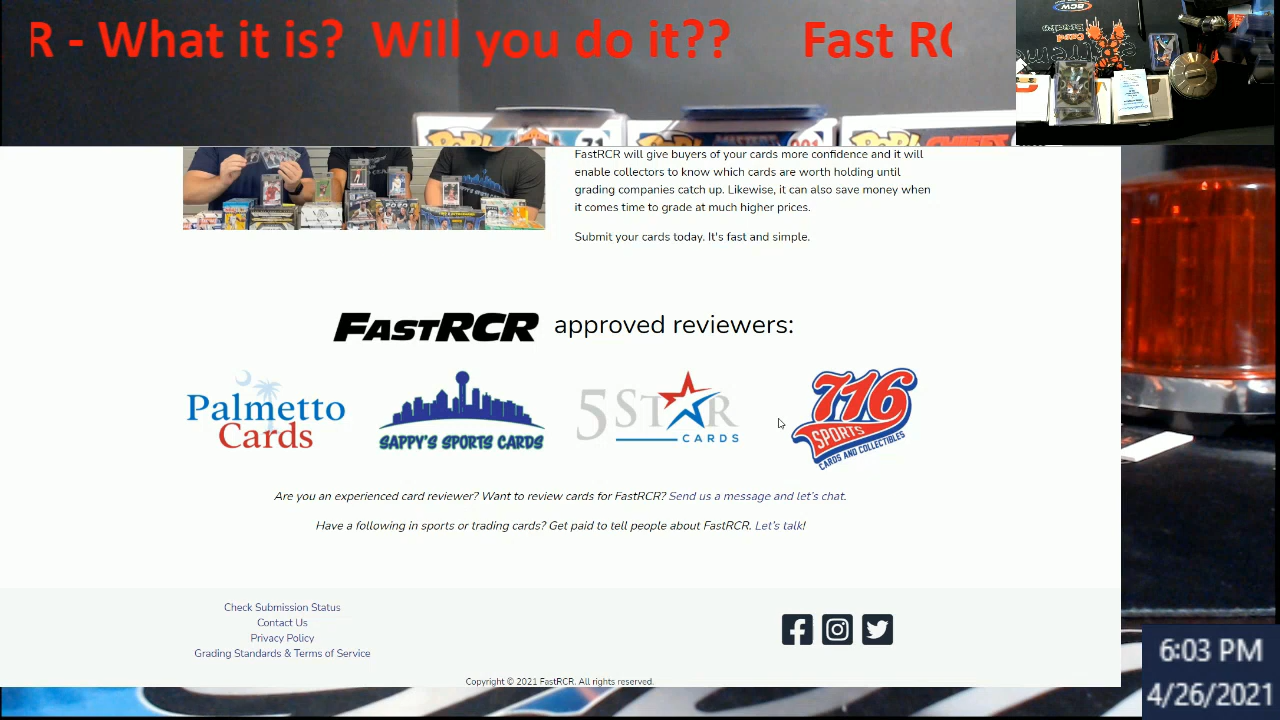 R - What it is? Will you do it?? Fast RC
FastRCR will give buyers of your cards more confidence and it will
enable collectors to know which cards are worth holding until
grading companies catch up. Likewise, it can also save money when
it comes time to grade at much higher prices.
Submit your cards today. It's fast and simple.
FASTRCR approved reviewers:
Palmetto
Cards
SAPPY'S SPORTS CARDS
5 STAR
CARDS
716
SPORTS
CARDS AND COLLECTIBLES
Are you an experienced card reviewer? Want to review cards for FastRCR? Send us a message and let's chat.
Have a following in sports or trading cards? Get paid to tell people about FastRCR. Let's talk!
Check Submission Status
Contact Us
Privacy Policy
Grading Standards & Terms of Service
Copyright © 2021 FastRCR. All rights reserved.
6:03 PM
4/26/2021